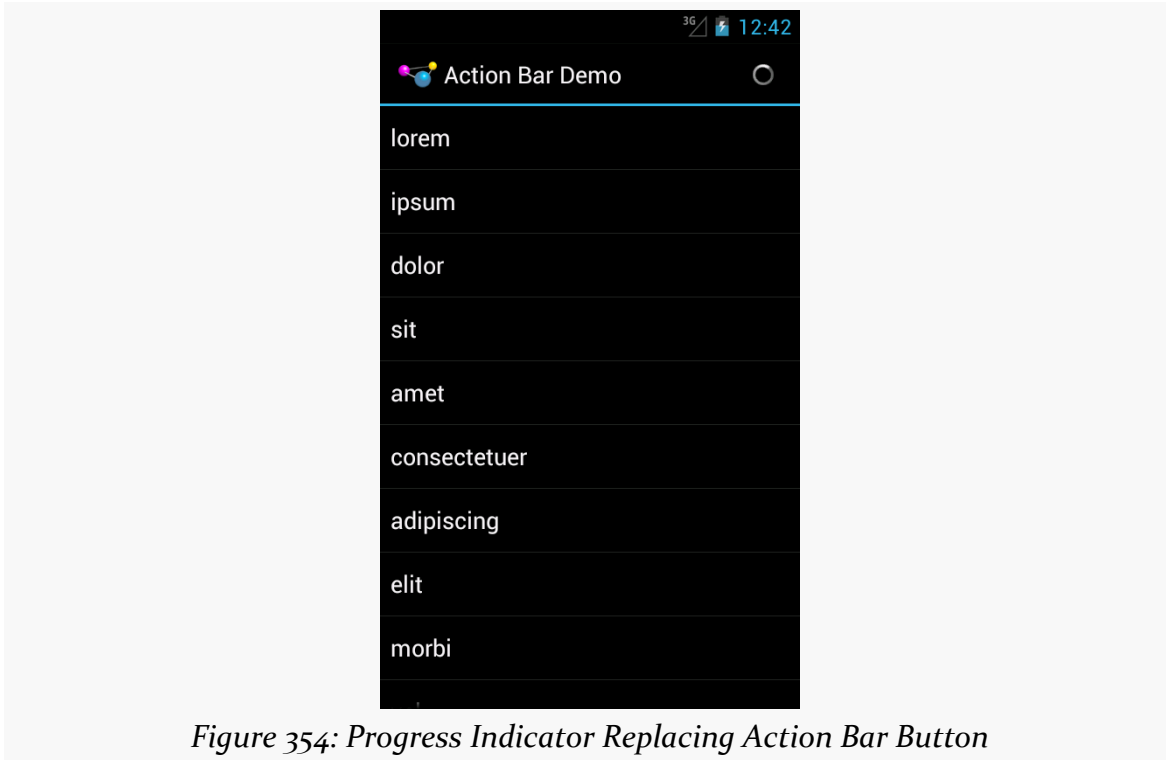 3G 12:42
Action Bar Demo
lorem
ipsum
dolor
sit
amet
consectetuer
adipiscing
elit
morbi
Figure 354: Progress Indicator Replacing Action Bar Button